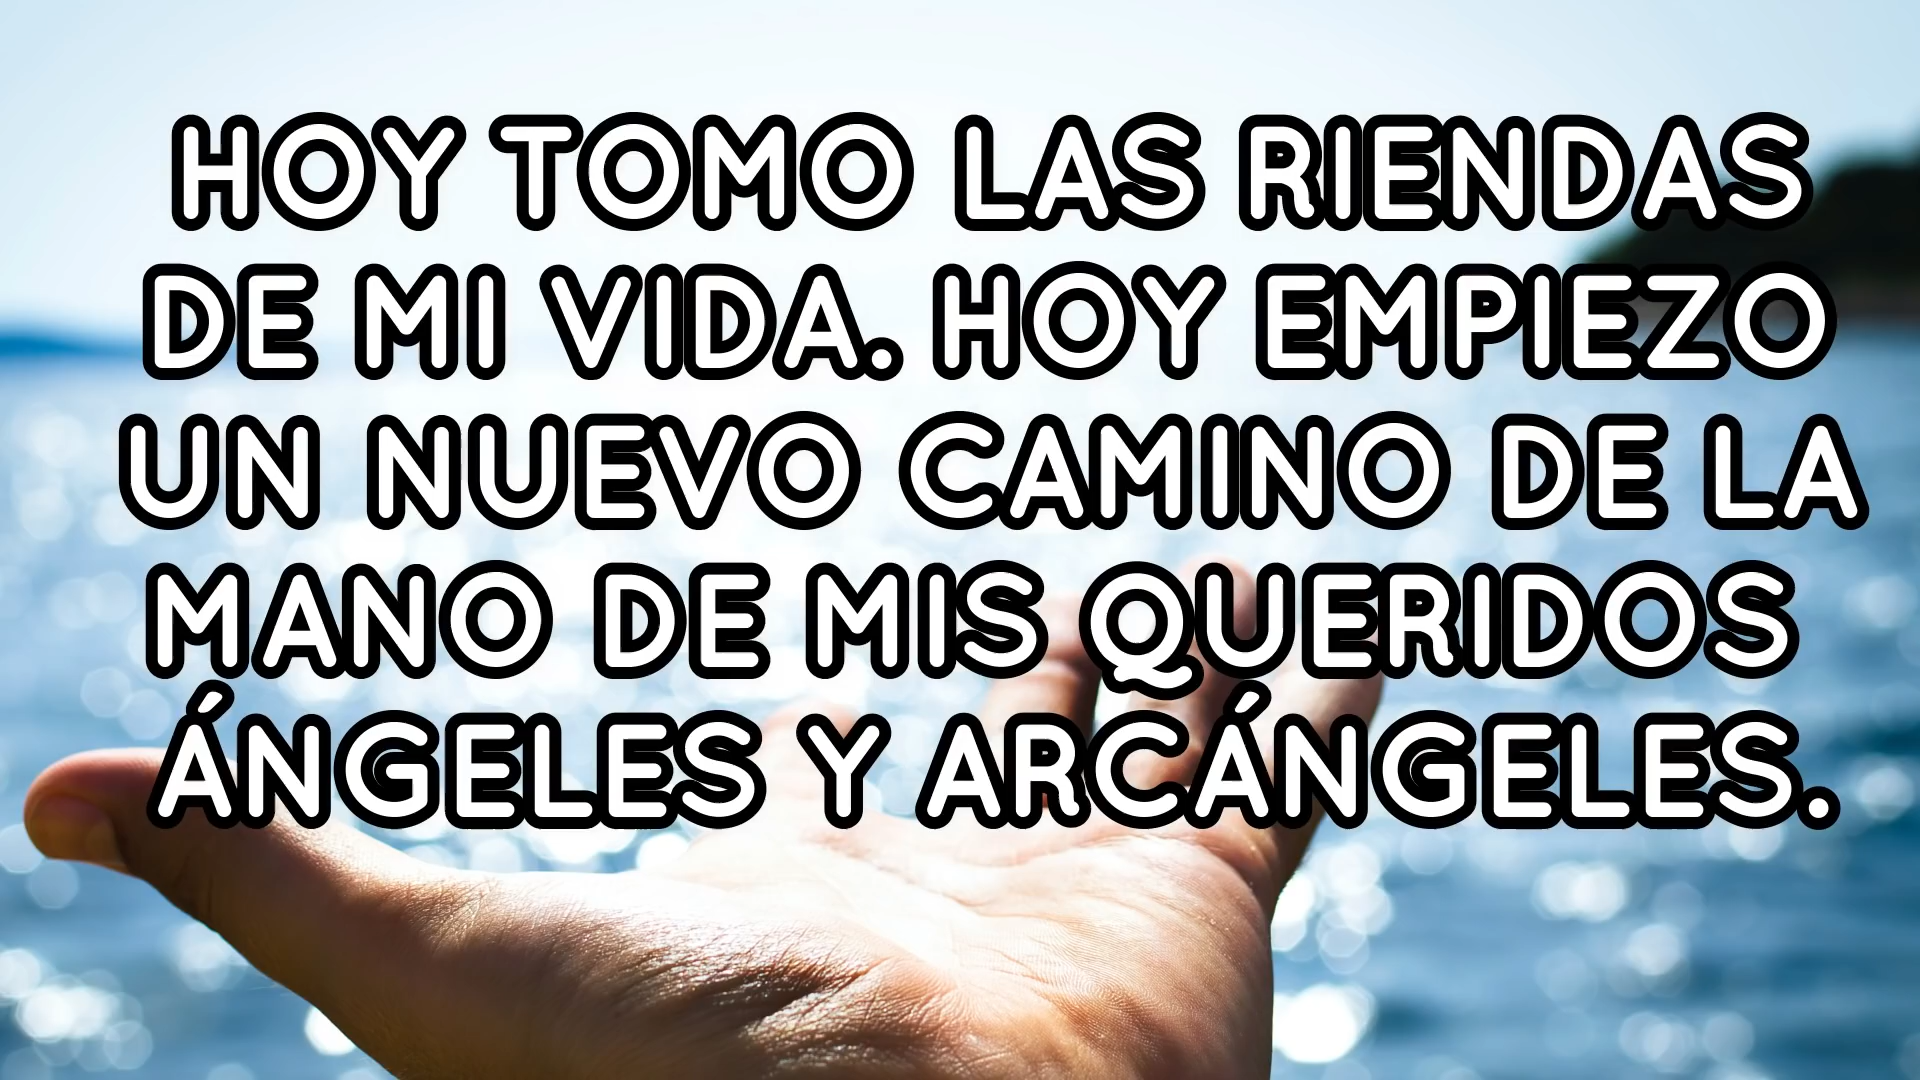 HOY TOMO LAS RIENDAS
DE MI VIDA. HOY EMPIEZO
UN NUEVO CAMINO DE LA
MANO DE MIS QUERIDOS
ÁNGELES Y ARCÁNGELES.